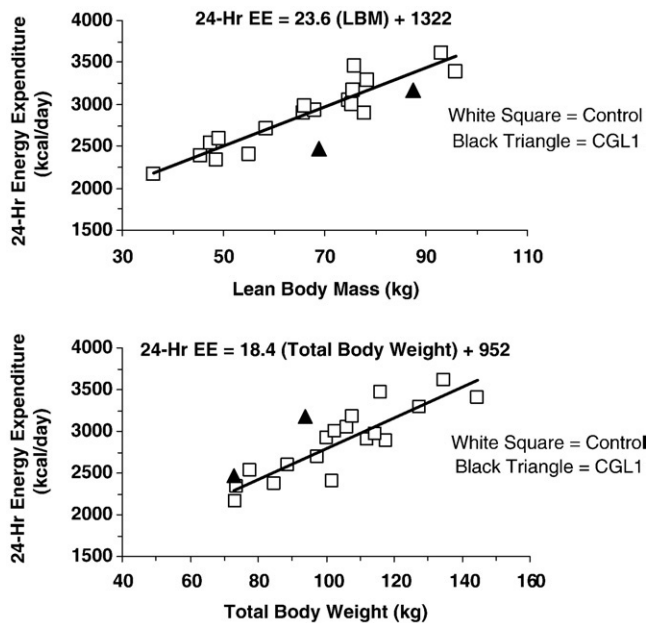 24-Hr EE = 23.6 (LBM) + 1322
24-Hr Energy Expenditure
(kcal/day)
4000
3500
3000
2500
2000
1500
White Square = Control
Black Triangle = CGL1
30 50 70 90 110
Lean Body Mass (kg)
24-Hr EE = 18.4 (Total Body Weight) + 952
24-Hr Energy Expenditure
(kcal/day)
4000
3500
3000
2500
2000
1500
White Square = Control
Black Triangle = CGL1
40 60 80 100 120 140 160
Total Body Weight (kg)